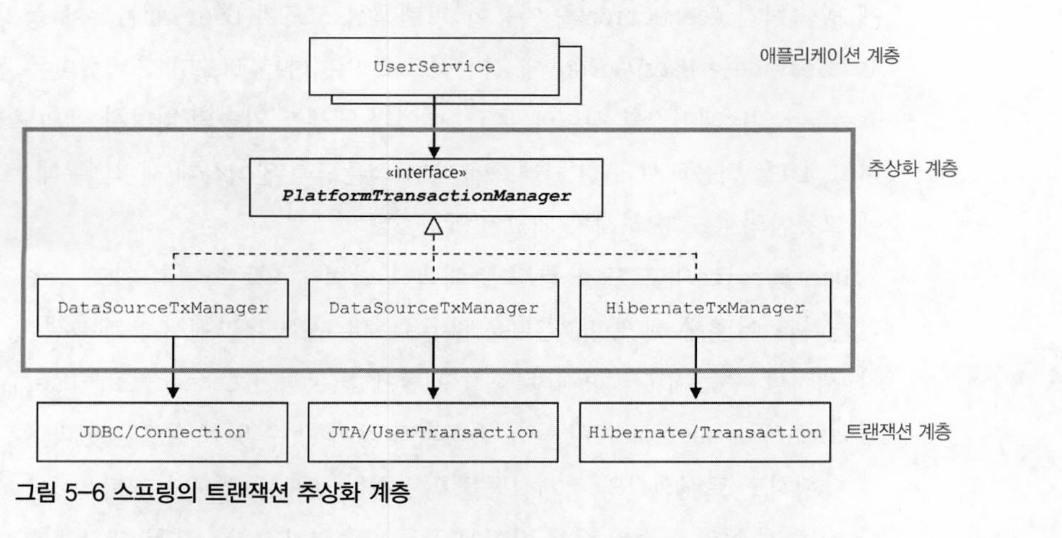 UserService
애플리케이션 계층
추상화 계층
«interface»
PlatformTransactionManager
DataSourceTxManager
DataSourceTxManager
HibernateTxManager
JDBC/Connection
JTA/UserTransaction
Hibernate/Transaction
트랜잭션 계층
그림 5-6 스프링의 트랜잭션 추상화 계층